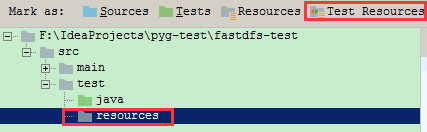 Mark as: Sources Tests Resources Test Resources
F:\IdeaProjects\pyg-test\fastdfs-test
src
main
test
java
resources